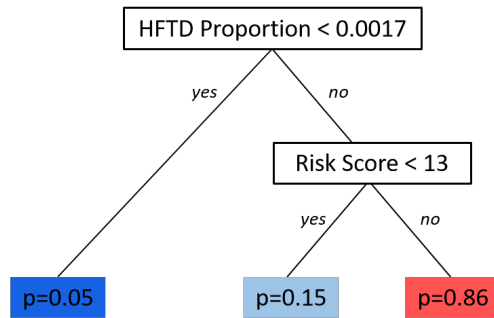 HFTD Proportion < 0.0017
yes
no
Risk Score < 13
yes
no
p=0.05
p=0.15
p=0.86